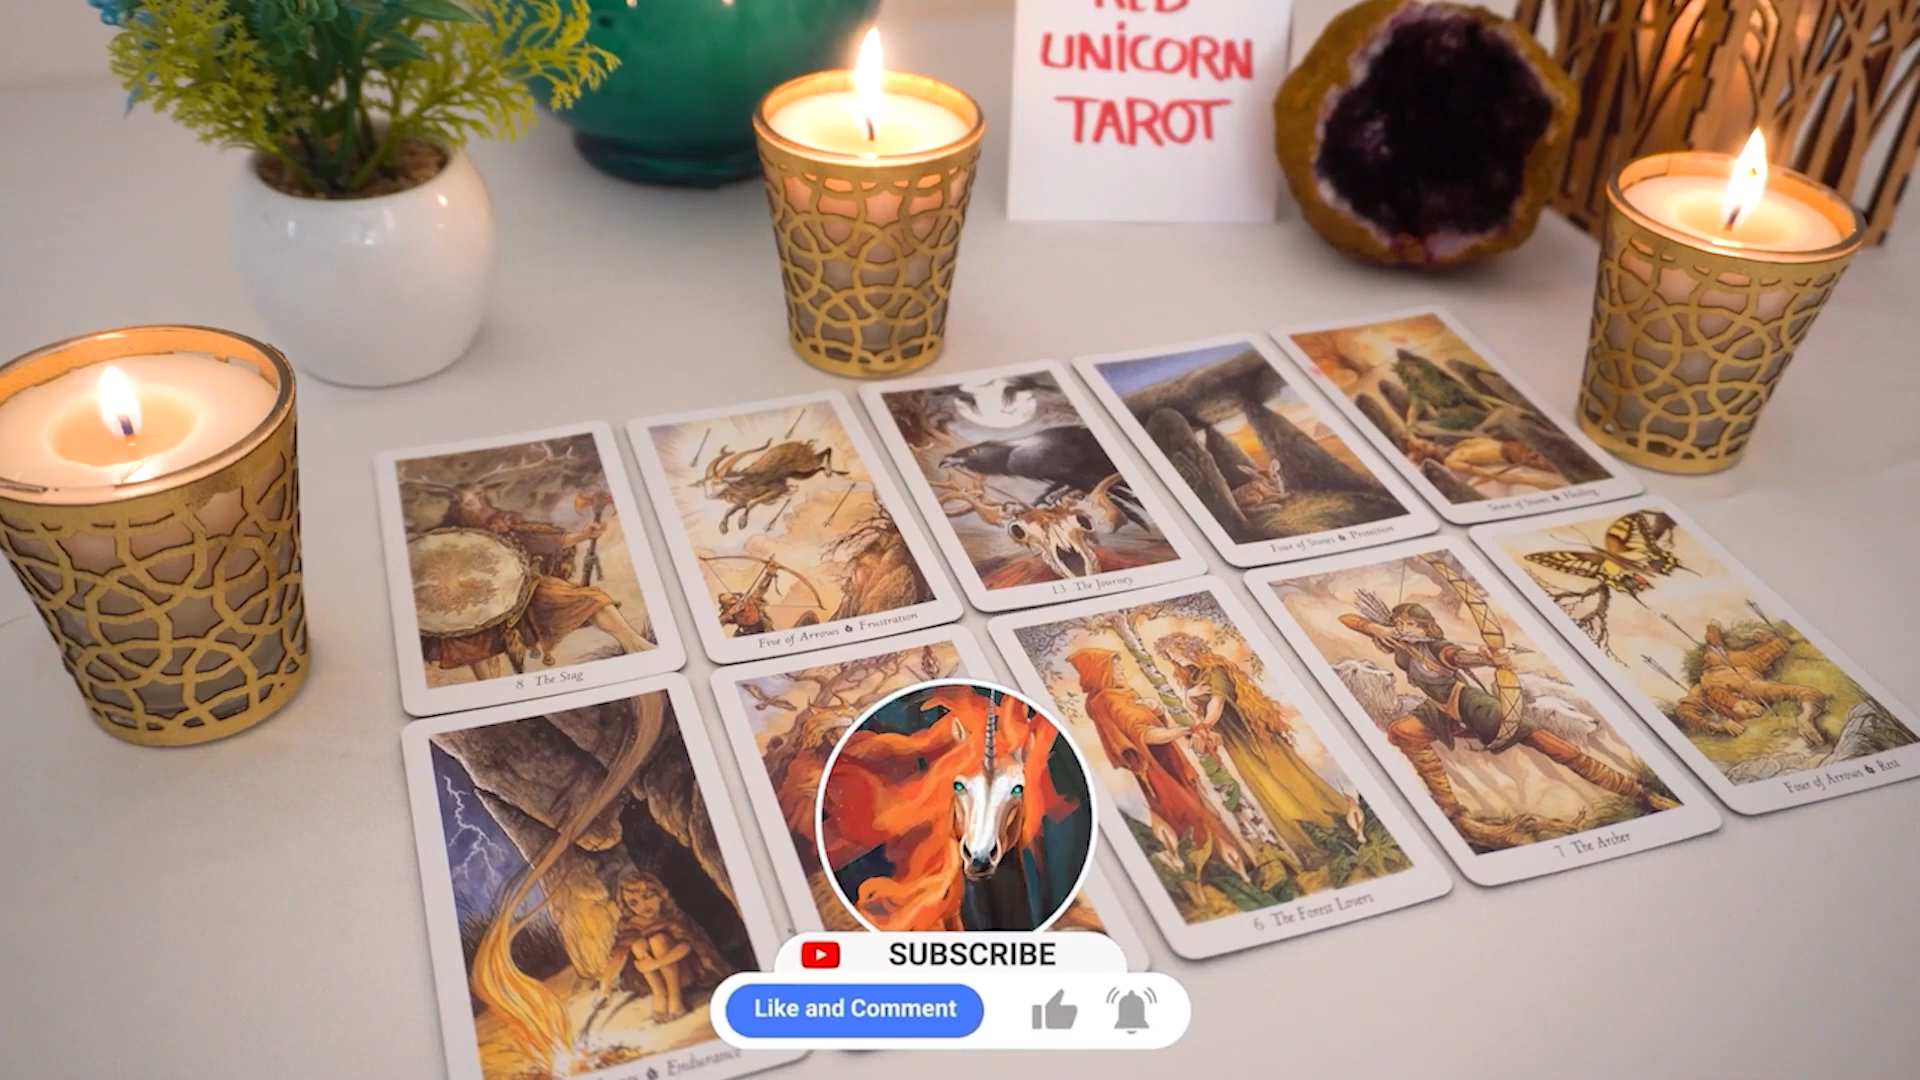 RED
UNICORN
TAROT
Seven of Stones Healing
Four of Stones Protection
13 The Journey
Five of Arrows Frustration
8 The Stag
Four of Arrows Rest
7 The Archer
6 The Forest Lovers
Endurance
SUBSCRIBE
Like and Comment